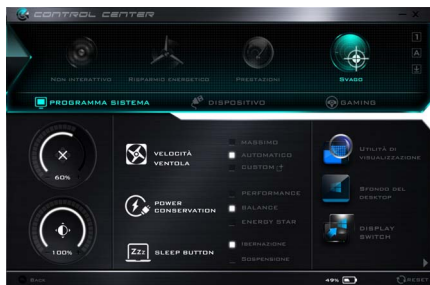 CONTROL CENTER
1
A
NON INTERATTIVO
RISPARMIO ENERGETICO
PRESTAZIONI
SVAGO
PROGRAMMA SISTEMA
DISPOSITIVO
GAMING
60%
100%
VELOCITÀ VENTOLA
MASSIMO
AUTOMATICO
CUSTOM
POWER CONSERVATION
PERFORMANCE
BALANCE
ENERGY STAR
ZZZ
SLEEP BUTTON
IBERNAZIONE
SOSPENSIONE
UTILITÀ DI VISUALIZZAZIONE
SFONDO DEL DESKTOP
DISPLAY SWITCH
BACK
49%
RESET